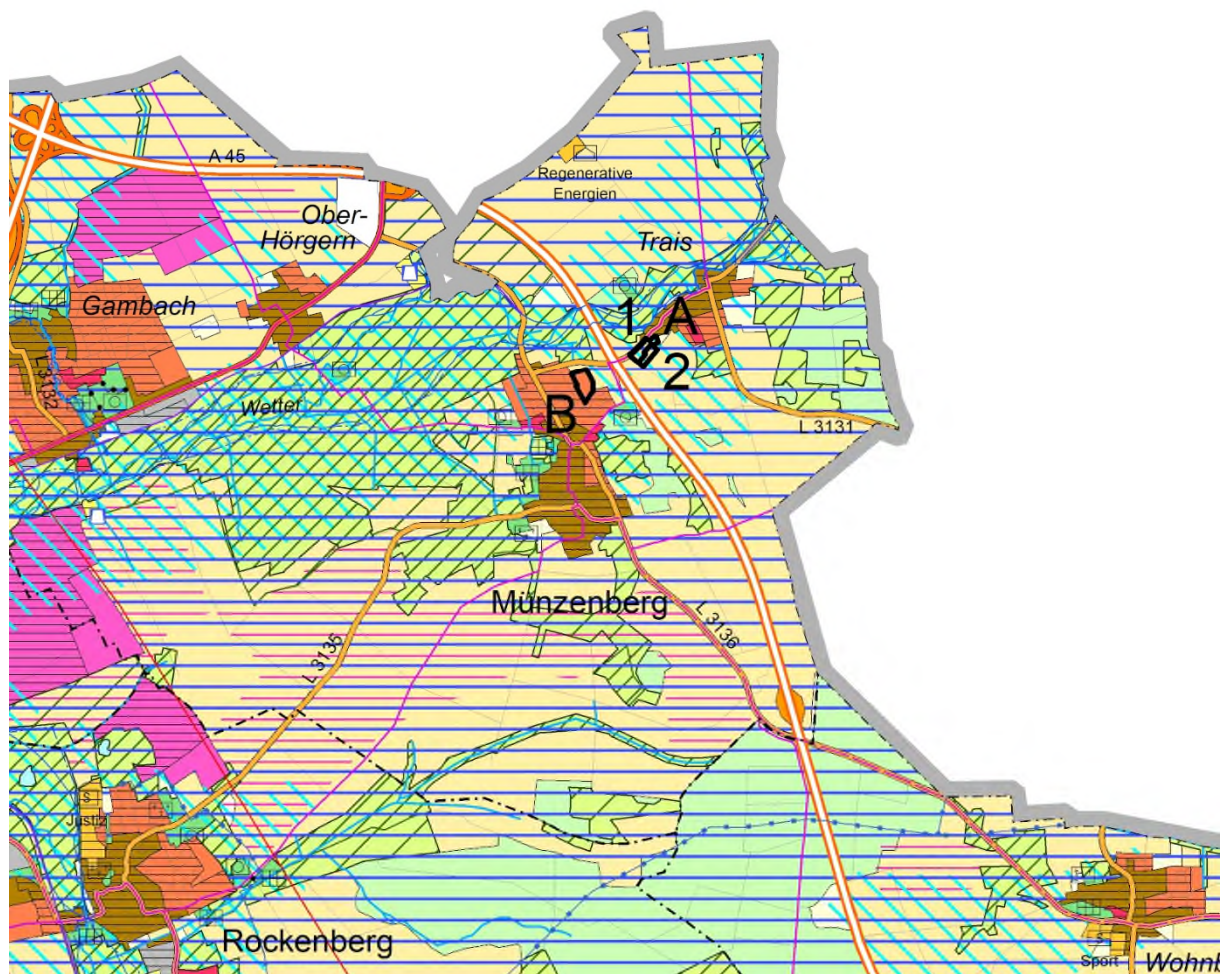 A 45
Regenerative
Energien
Ober-
Hörgern
Trais
Gambach
1 A
2
L 3132
B
Wetter
L 3131
Münzenberg
L 3136
L 3135
S
Justiz
Rockenberg
S
Sport
Wohnb